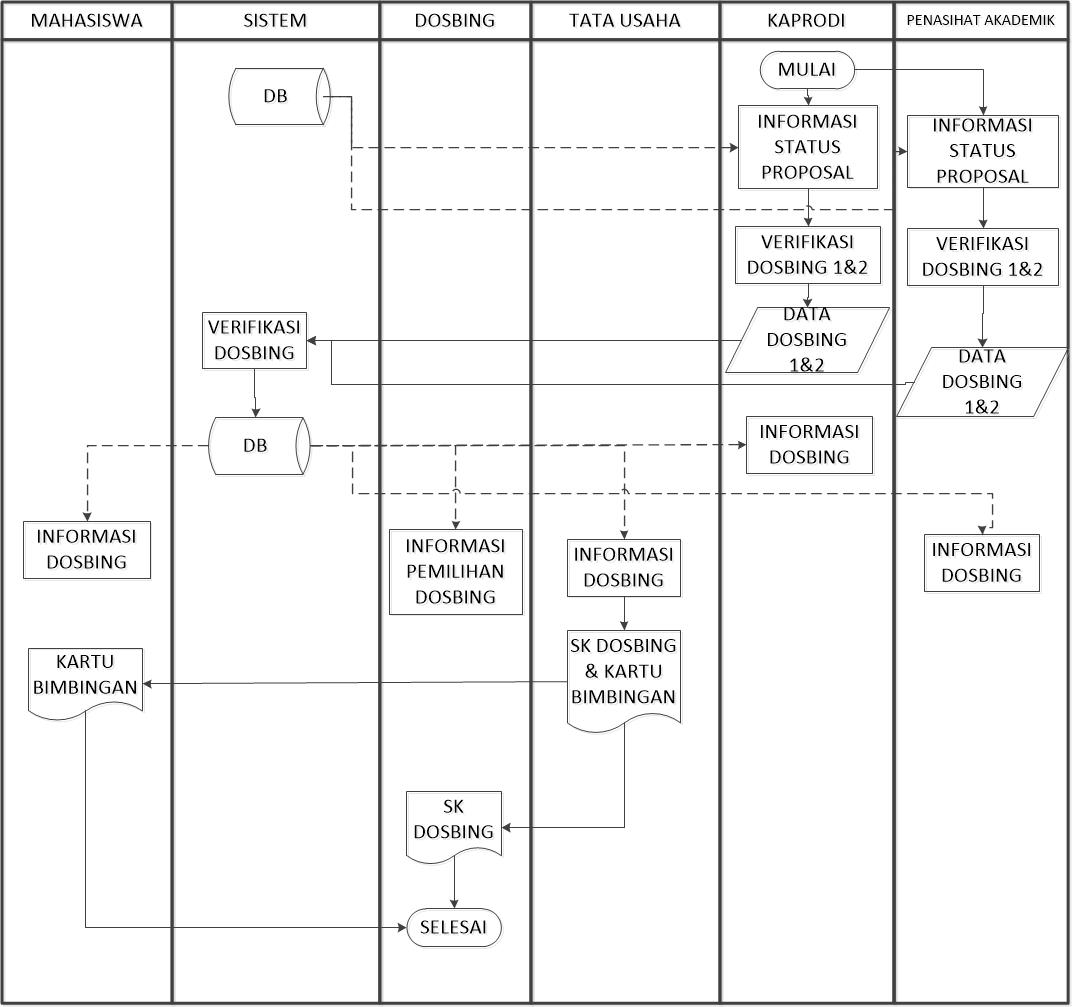 MAHASISWA
SISTEM
DOSBING
TATA USAHA
KAPRODI
PENASIHAT AKADEMIK
MULAI
DB
INFORMASI
STATUS
PROPOSAL
INFORMASI
STATUS
PROPOSAL
VERIFIKASI
DOSBING 1&2
VERIFIKASI
DOSBING 1&2
DATA
DOSBING
1&2
VERIFIKASI
DOSBING
DATA
DOSBING
1&2
DB
INFORMASI
DOSBING
INFORMASI
DOSBING
INFORMASI
PEMILIHAN
DOSBING
INFORMASI
DOSBING
INFORMASI
DOSBING
KARTU
BIMBINGAN
SK DOSBING
& KARTU
BIMBINGAN
SK
DOSBING
SELESAI